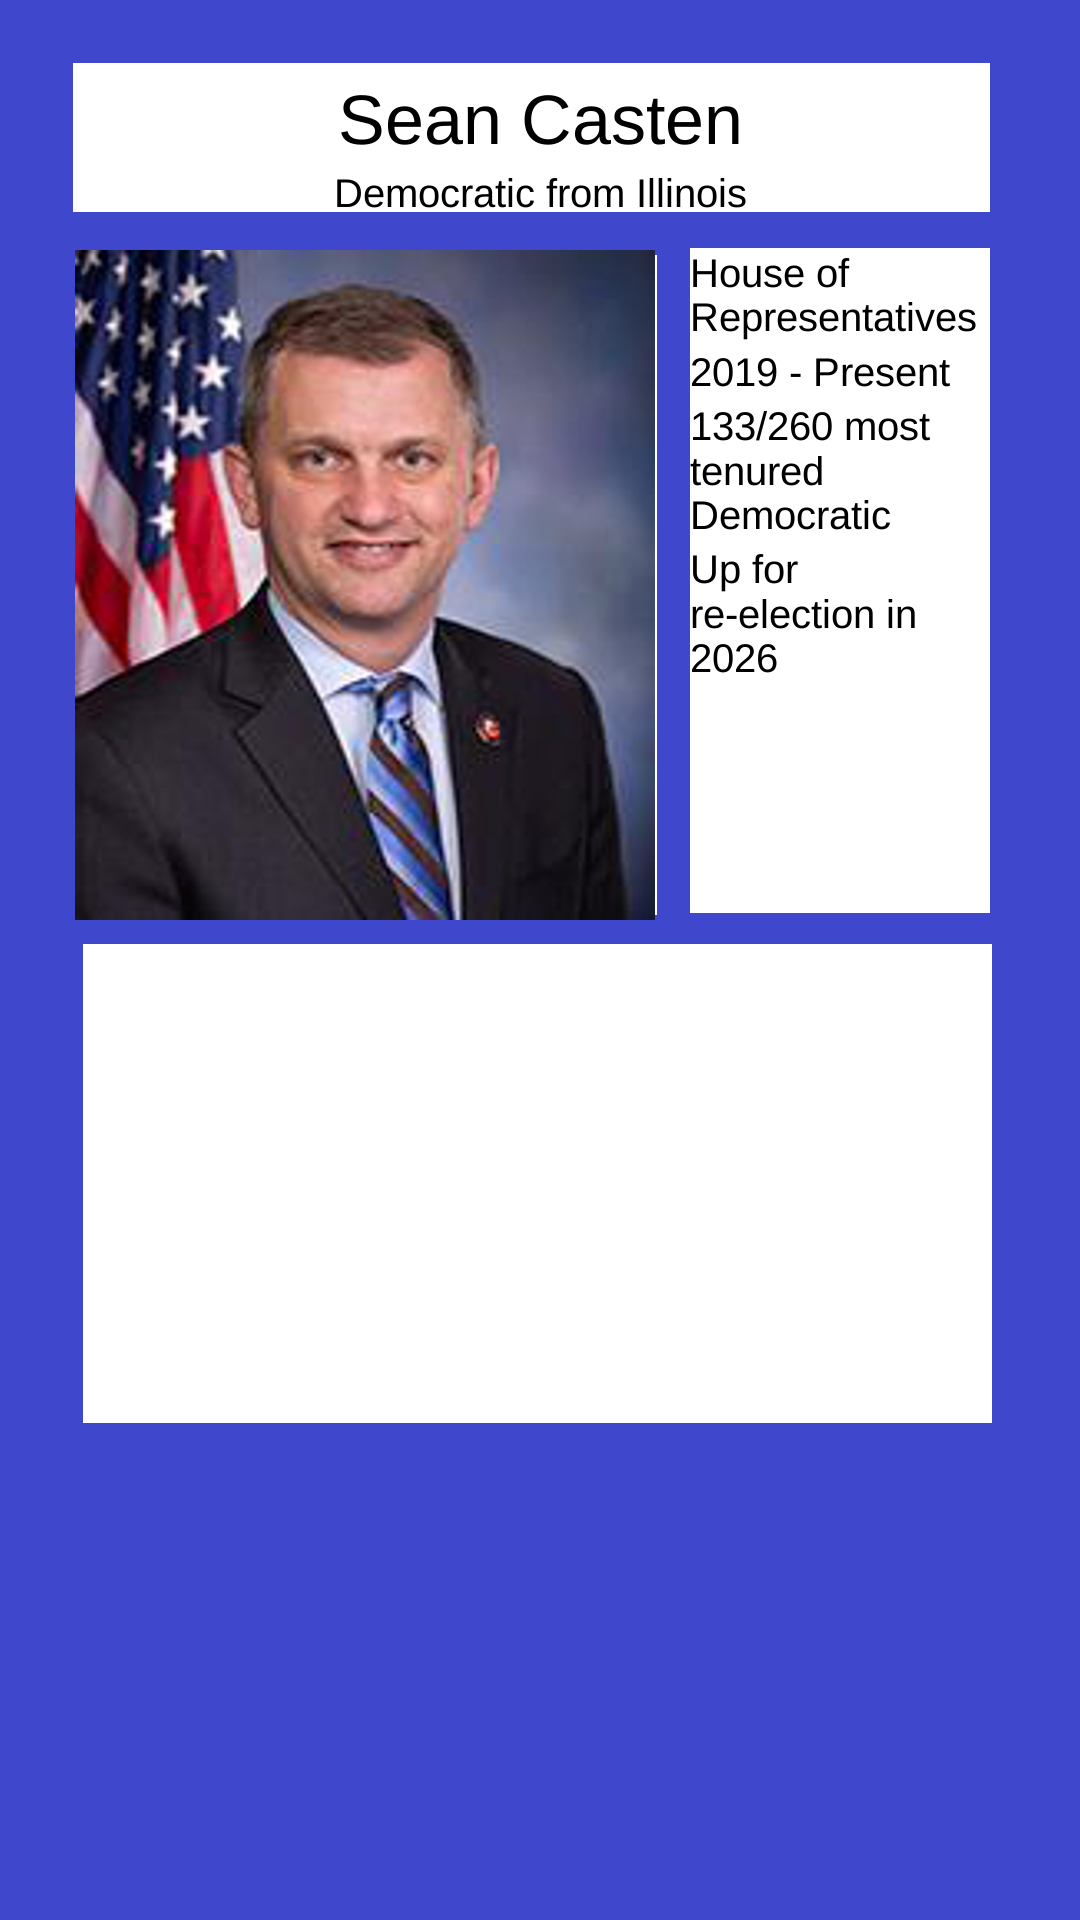 Sean Casten
Democratic from Illinois
House of
Representatives
2019 - Present
133/260 most
tenured
Democratic
Up for
re-election in
2026